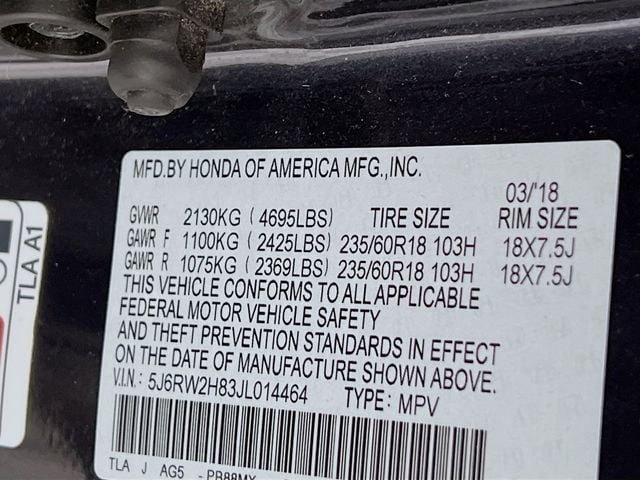 MFD.BY HONDA OF AMERICA MFG.,INC.
03/'18
GVWR 2130KG ( 4695LBS) TIRE SIZE RIM SIZE
GAWR F 1100KG ( 2425LBS) 235/60R18 103H 18X7.5J
GAWR R 1075KG ( 2369LBS) 235/60R18 103H 18X7.5J
THIS VEHICLE CONFORMS TO ALL APPLICABLE
FEDERAL MOTOR VEHICLE SAFETY
AND THEFT PREVENTION STANDARDS IN EFFECT
ON THE DATE OF MANUFACTURE SHOWN ABOVE.
V.I.N.: 5J6RW2H83JL014464 TYPE: MPV
TLA J AG5 -
TLA A1